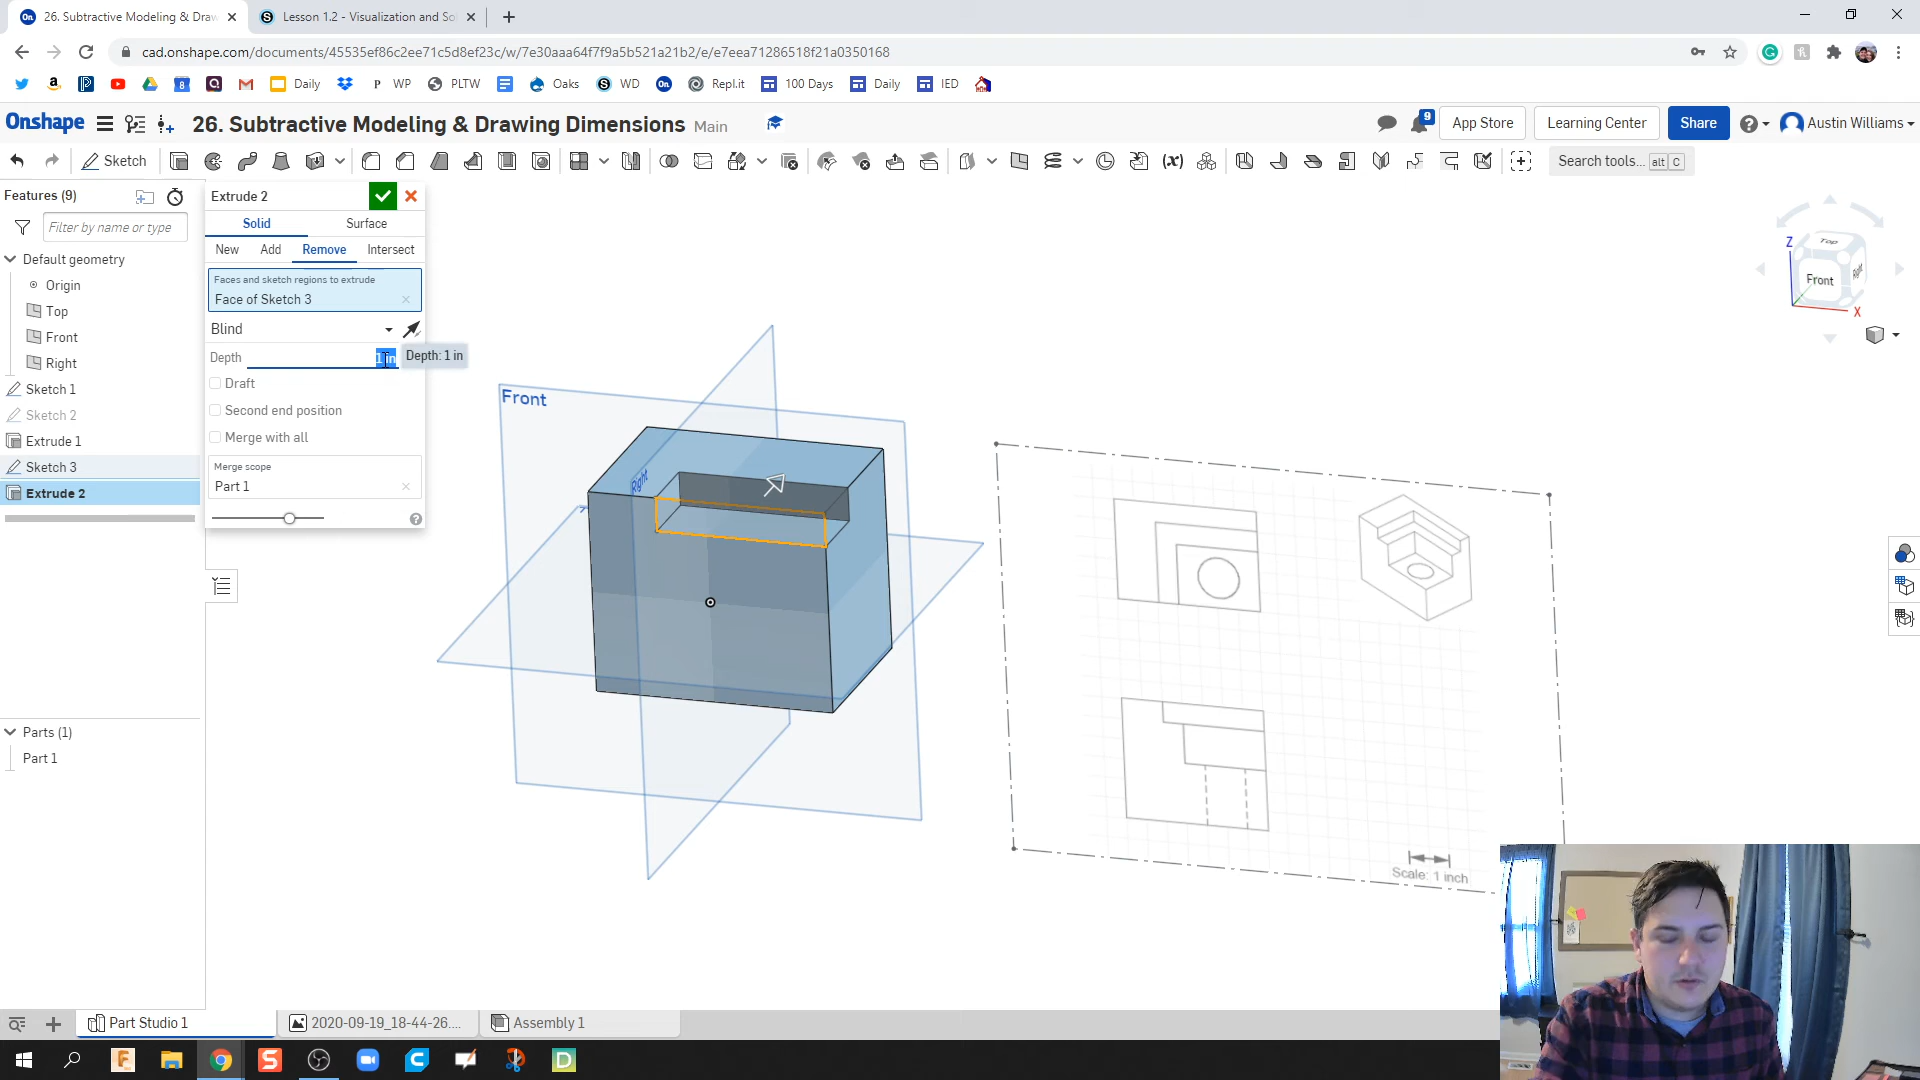 26. Subtractive Modeling & Draw
Lesson 1.2 - Visualization and So
cad.onshape.com/documents/45535ef86c2ee71c5d8ef23c/w/7e30aaa64f7f9a5b521a21b2/e/e7eea71286518f21a0350168
Daily
WP
PLTW
Oaks
WD
Repl.it
100 Days
Daily
IED
Onshape
26. Subtractive Modeling & Drawing Dimensions Main
9
App Store
Learning Center
Share
Austin Williams
Sketch
Search tools... alt C
Features (9)
Filter by name or type
Default geometry
Origin
Top
Front
Right
Sketch 1
Sketch 2
Extrude 1
Sketch 3
Extrude 2
Parts (1)
Part 1
Extrude 2
Solid
Surface
New
Add
Remove
Intersect
Faces and sketch regions to extrude
Face of Sketch 3
Blind
Depth
1 in
Depth: 1 in
Draft
Second end position
Merge with all
Merge scope
Part 1
Front
Right
Top
Front
Right
Z
X
Scale: 1 inch
Part Studio 1
2020-09-19_18-44-26....
Assembly 1